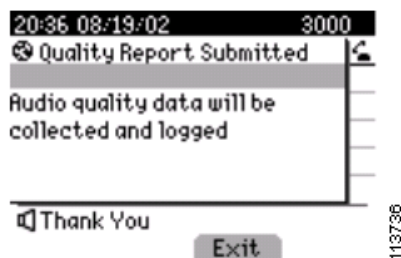 20:36 08/19/02 3000
Quality Report Submitted
Audio quality data will be
collected and logged
Thank You
Exit
113736